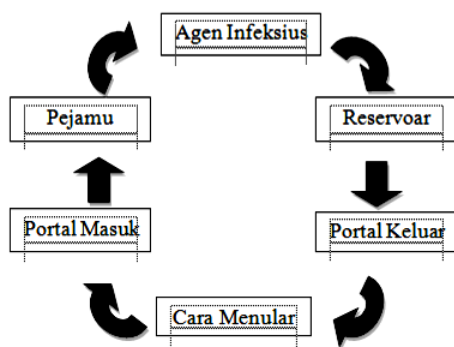 Agen Infeksius
Reservoar
Portal Keluar
Cara Menular
Portal Masuk
Pejamu